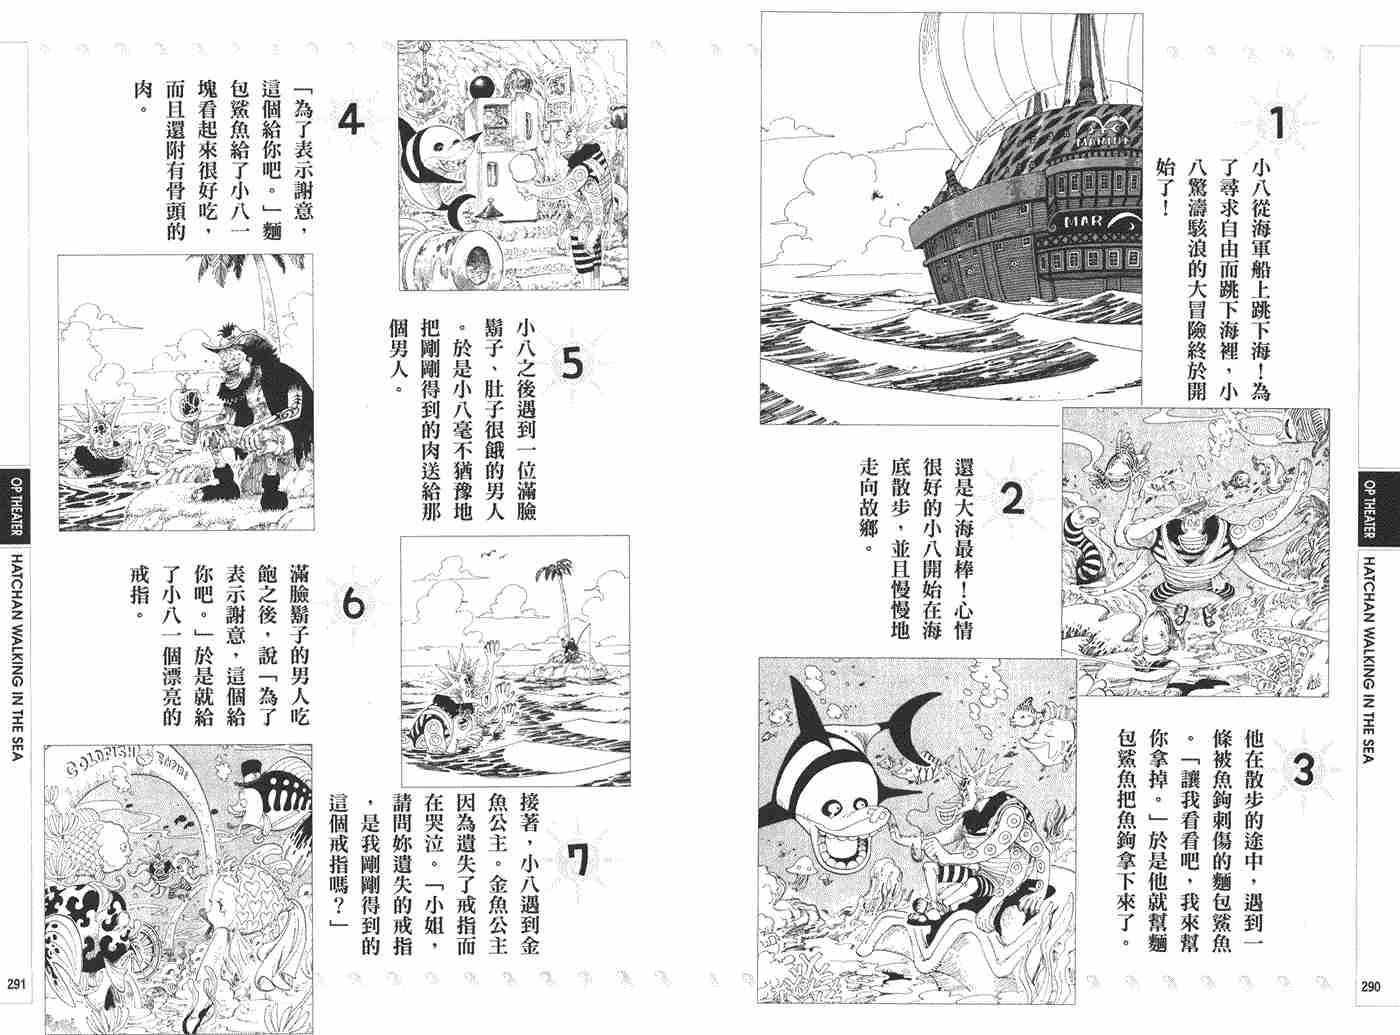 1
小八從海軍船上跳下海！為
了尋求自由而跳下海裡，小
八驚濤駭浪的大冒險終於開
始了！
MARINE
MAR
2
還是大海最棒！心情
很好的小八開始在海
底散步，並且慢慢地
走向故鄉。
3
他在散步的途中，遇到一
條被魚鉤刺傷的麵包鯊魚
。「讓我看看吧，我來幫
你拿掉。」於是他就幫麵
包鯊魚把魚鉤拿下來了。
OP THEATER
HATCHAN WALKING IN THE SEA
290
4
「為了表示謝意，
這個給你吧。」麵
包鯊魚給了小八一
塊看起來很好吃，
而且還附有骨頭的
肉。
5
小八之後遇到一位滿臉
鬍子、肚子很餓的男人
。於是小八毫不猶豫地
把剛剛得到的肉送給那
個男人。
6
滿臉鬍子的男人吃
飽之後，說「為了
表示謝意，這個給
你吧。」於是就給
了小八一個漂亮的
戒指。
7
接著，小八遇到金
魚公主。金魚公主
因為遺失了戒指而
在哭泣。「小姐，
請問妳遺失的戒指
，是我剛剛得到的
這個戒指嗎？」
GOLDFISH EMPIRE
OP THEATER
HATCHAN WALKING IN THE SEA
291